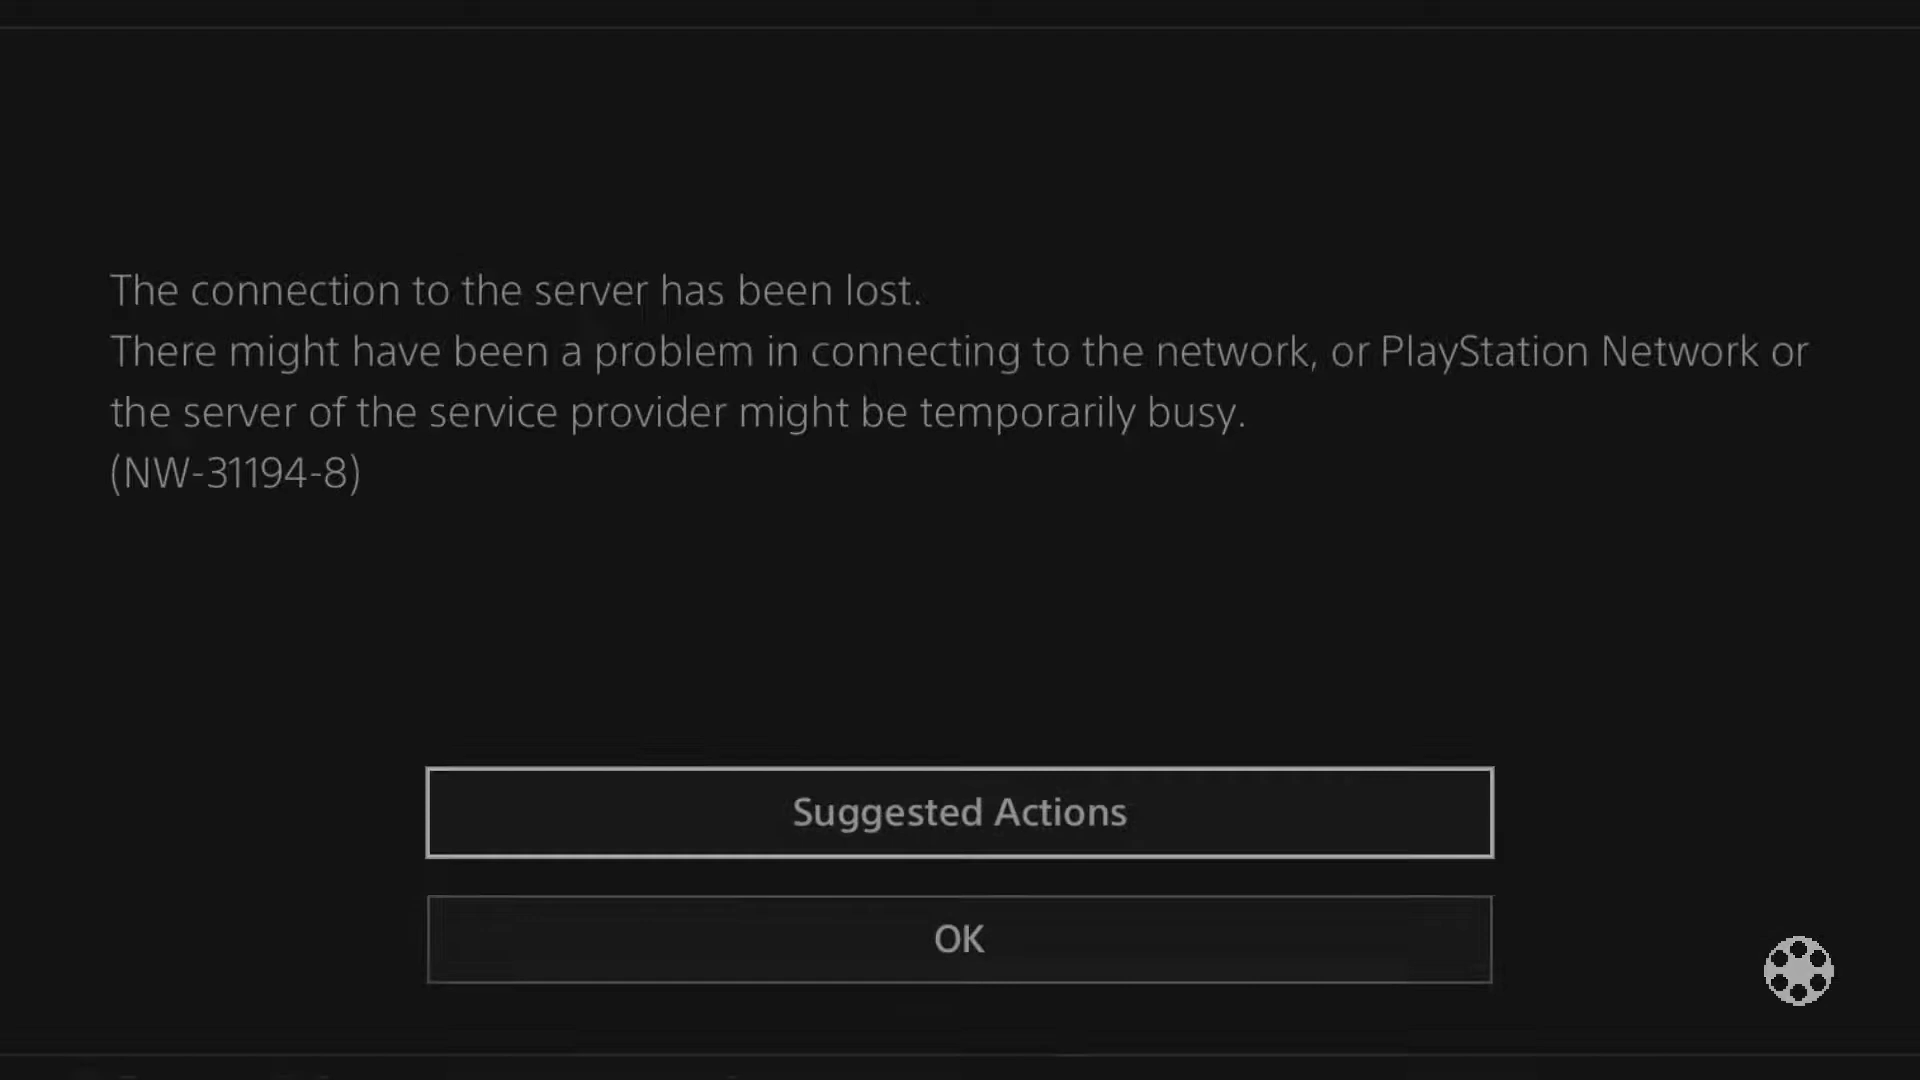 The connection to the server has been lost.
There might have been a problem in connecting to the network, or PlayStation Network or
the server of the service provider might be temporarily busy.
(NW-31194-8)
Suggested Actions
OK